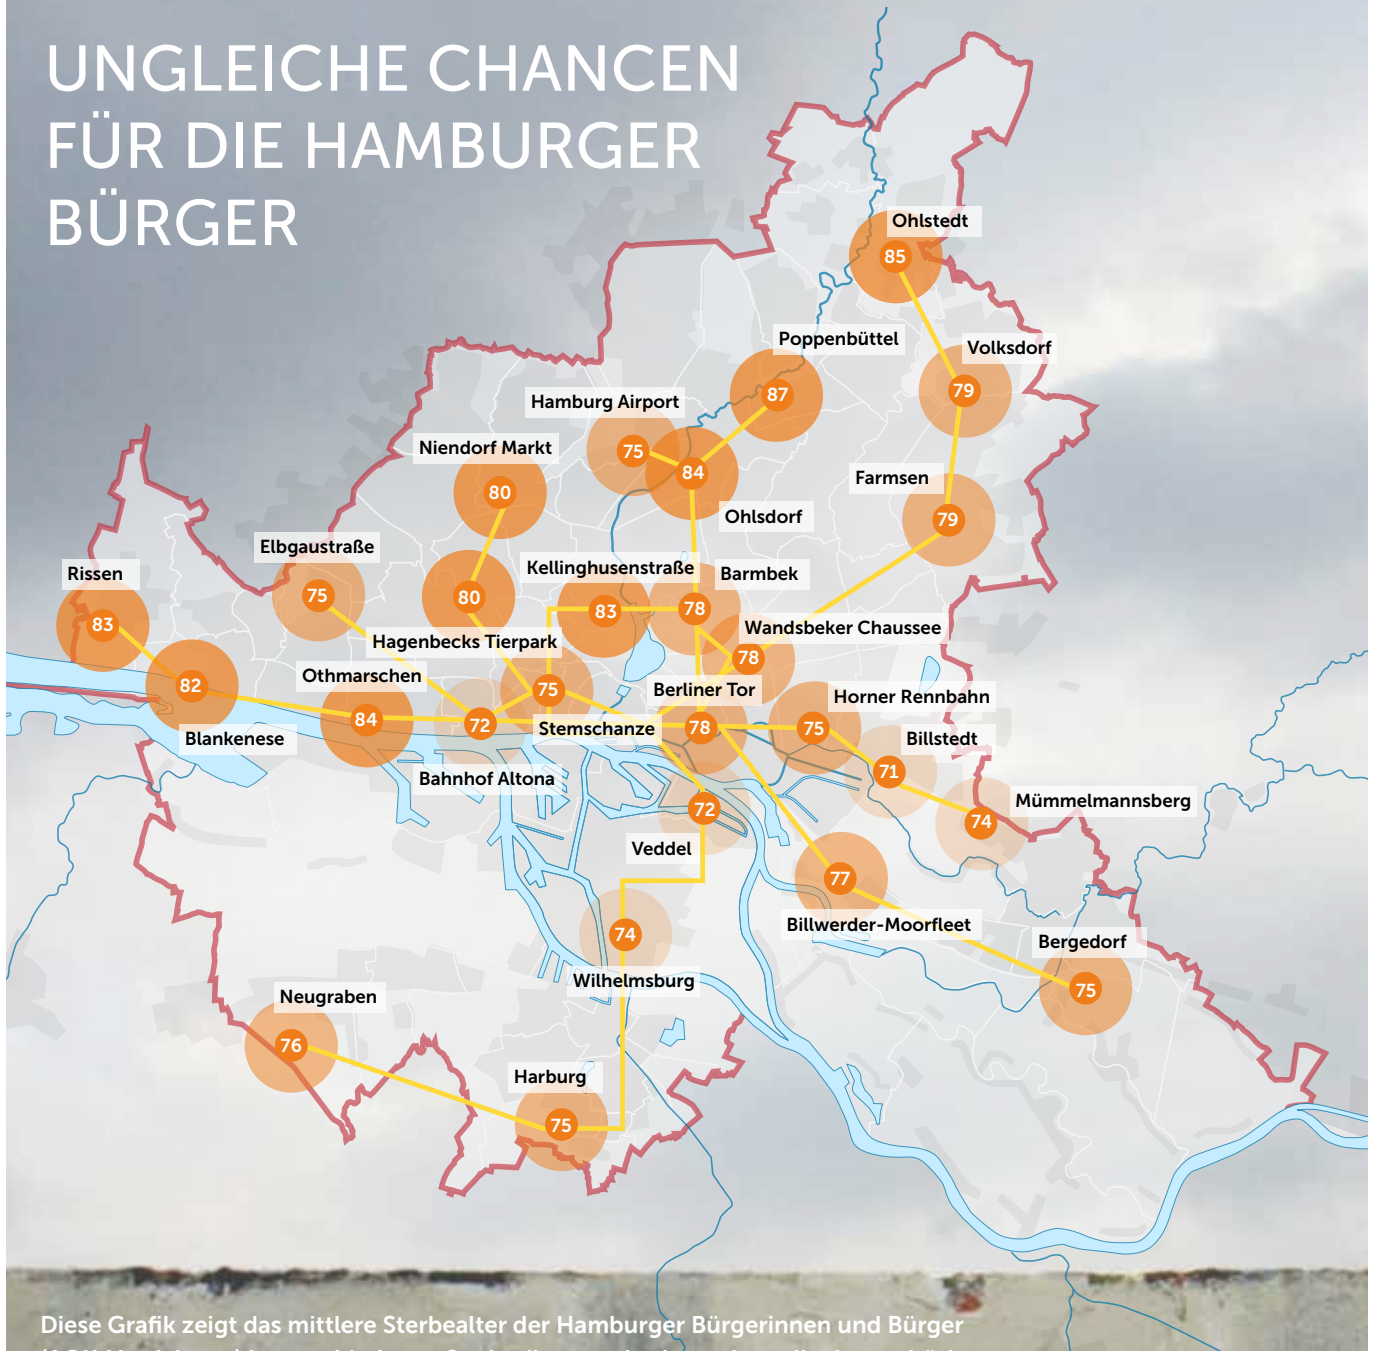 UNGLEICHE CHANCEN
FÜR DIE HAMBURGER
BÜRGER
Ohlstedt
85
Poppenbüttel
87
Volksdorf
79
Hamburg Airport
75
Niendorf Markt
80
84
Ohlsdorf
Farmsen
79
Elbgaustraße
75
Rissen
83
80
Hagenbecks Tierpark
Kellinghusenstraße
83
Barmbek
78
Wandsbeker Chaussee
78
82
Blankenese
Othmarschen
84
72
Bahnhof Altona
75
Stemschanze
Berliner Tor
78
Horner Rennbahn
75
Billstedt
71
Mümmelmannsberg
74
72
Veddel
77
Billwerder-Moorfleet
Bergedorf
75
74
Wilhelmsburg
Neugraben
76
Harburg
75
Diese Grafik zeigt das mittlere Sterbealter der Hamburger Bürgerinnen und Bürger